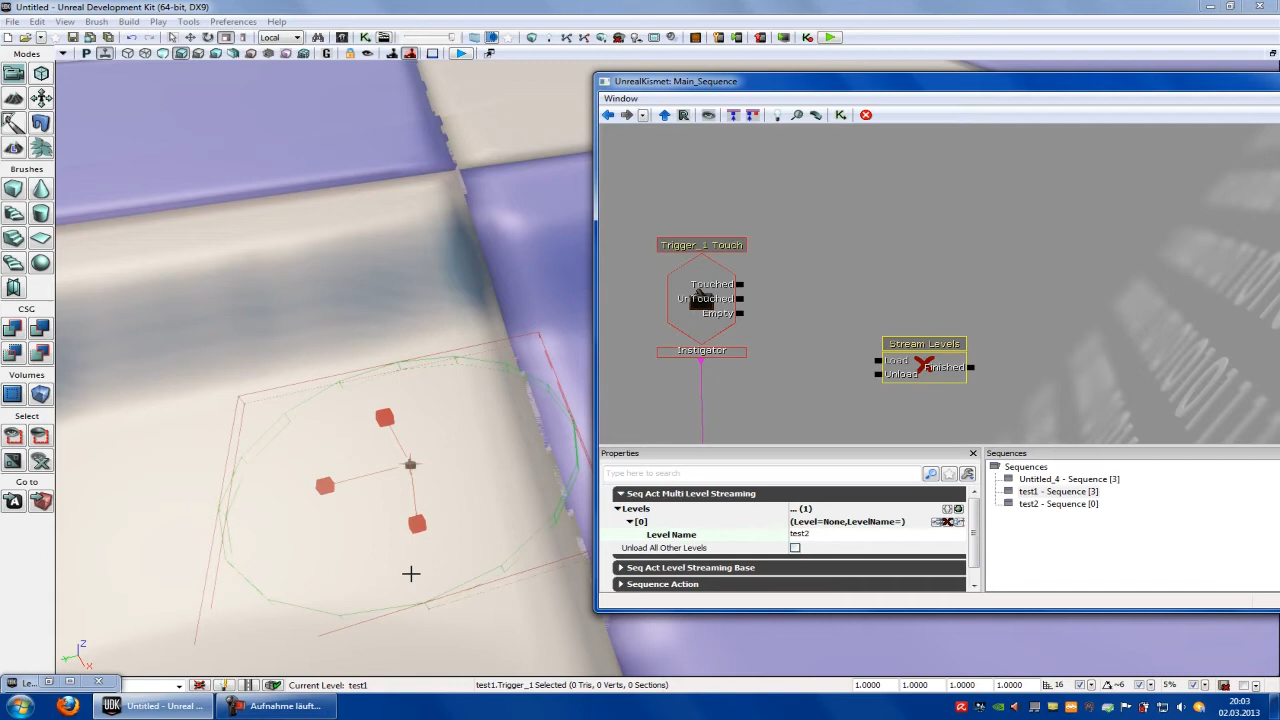 Untitled - Unreal Development Kit (64-bit, DX9)
File Edit View Brush Build Play Tools Preferences Help
Local
P
G
Modes
Brushes
CSG
Volumes
Select
Go to
UnrealKismet: Main_Sequence
Window
Trigger_1 Touch
Touched
UnTouched
Empty
Instigator
Stream Levels
Load
Finished
Unload
Properties
Type here to search
Seq Act Multi Level Streaming
Levels ... (1)
[0] (Level=None,LevelName=)
Level Name test2
Unload All Other Levels
Seq Act Level Streaming Base
Sequence Action
Sequences
Sequences
Untitled_4 - Sequence [3]
test1 - Sequence [3]
test2 - Sequence [0]
Z
Y
X
Le...
Current Level: test1
test1.Trigger_1 Selected (0 Tris, 0 Verts, 0 Sections)
1.0000 1.0000 1.0000 1.0000 16 ~6 5%
UDK Untitled - Unreal ...
Aufnahme läuft...
20:03
02.03.2013